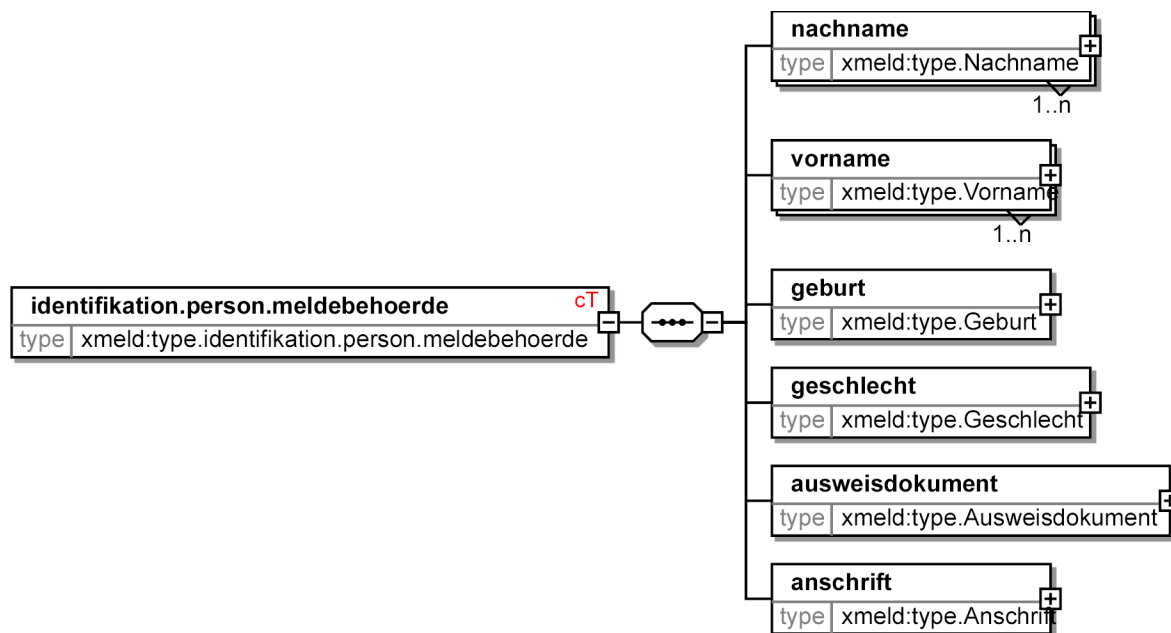 nachname
type xmeld:type.Nachname
1..n
vorname
type xmeld:type.Vorname
1..n
identifikation.person.meldebehoerde cT
type xmeld:type.identifikation.person.meldebehoerde
geburt
type xmeld:type.Geburt
geschlecht
type xmeld:type.Geschlecht
ausweisdokument
type xmeld:type.Ausweisdokument
anschrift
type xmeld:type.Anschrift